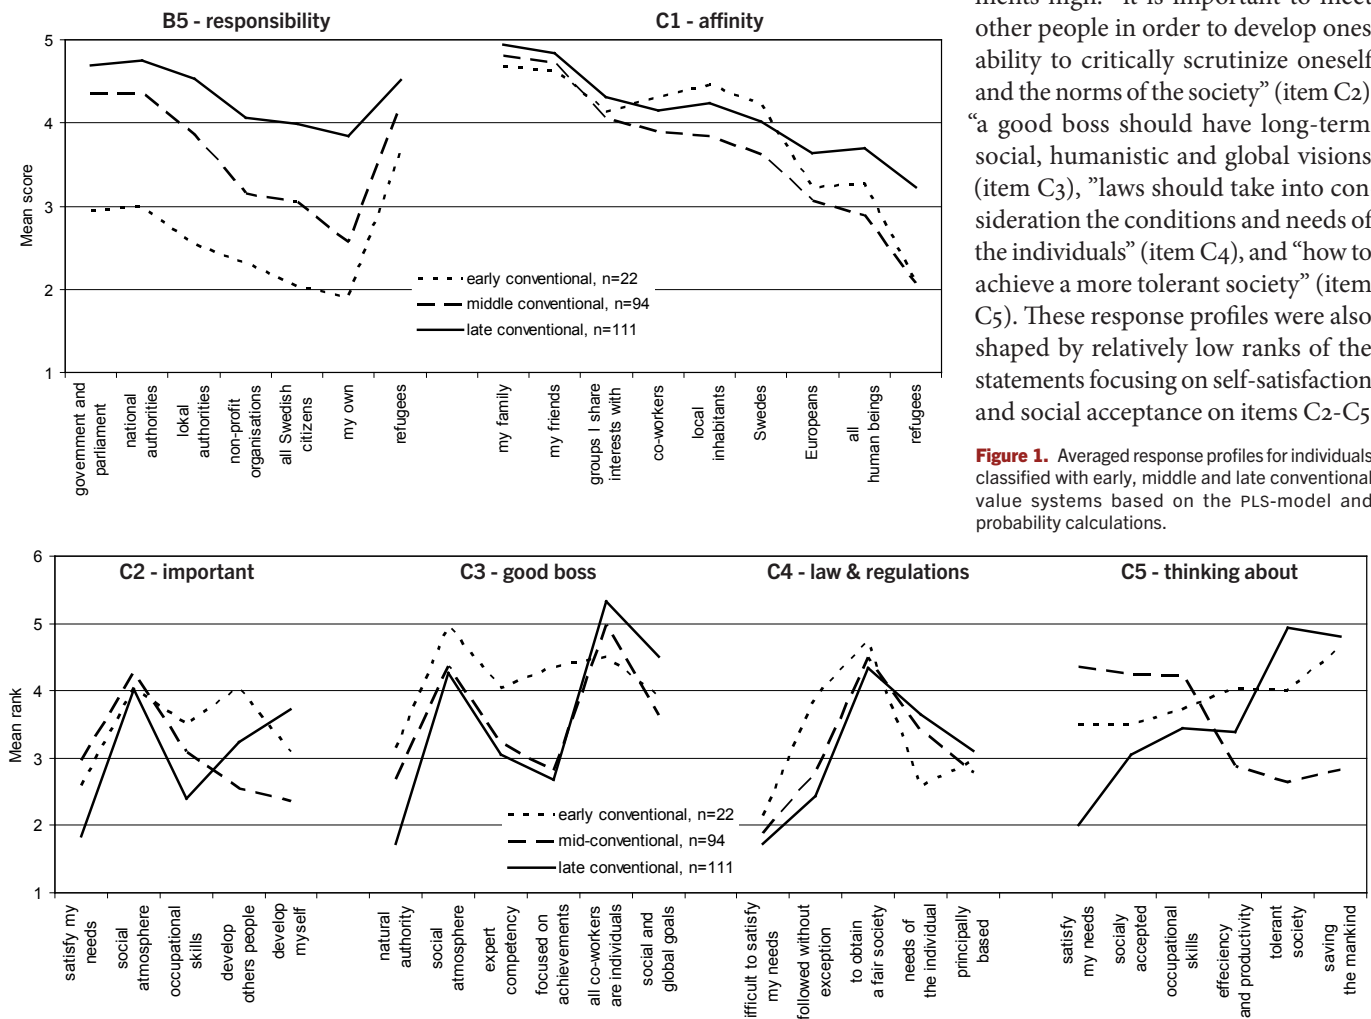 B5 - responsibility
C1 - affinity
5
4
3
2
1
Mean score
early conventional, n=22
middle conventional, n=94
late conventional, n=111
government and
parliament
national
authorities
lokal
authorities
non-profit
organisations
all Swedish
citizens
my own
refugees
my family
my friends
groups I share
interests with
co-workers
local
inhabitants
Swedes
Europeans
all
human beings
refugees
other people in order to develop ones
ability to critically scrutinize oneself
and the norms of the society” (item C2)
“a good boss should have long-term
social, humanistic and global visions
(item C3), ”laws should take into con
sideration the conditions and needs of
the individuals” (item C4), and “how to
achieve a more tolerant society” (item
C5). These response profiles were also
shaped by relatively low ranks of the
statements focusing on self-satisfaction
and social acceptance on items C2-C5
Figure 1. Averaged response profiles for individuals
classified with early, middle and late conventional
value systems based on the PLS-model and
probability calculations.
C2 - important
C3 - good boss
C4 - law & regulations
C5 - thinking about
6
5
4
3
2
1
Mean rank
early conventional, n=22
mid-conventional, n=94
late conventional, n=111
satisfy my
needs
social
atmosphere
occupational
skills
develop
others people
develop
myself
natural
authority
social
atmosphere
expert
competency
focused on
achievements
all co-workers
are individuals
social and
global goals
ifficult to satisfy
my needs
followed without
exception
to obtain
a fair society
needs of
the individual
principally
based
satisfy
my needs
socialy
accepted
occupational
skills
effeciency
and productivity
tolerant
society
saving
the mankind